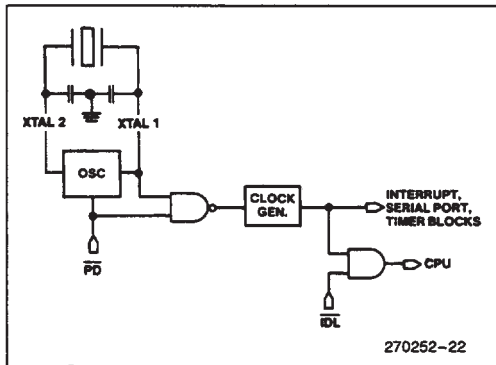 XTAL 2
XTAL 1
OSC
CLOCK
GEN.
INTERRUPT,
SERIAL PORT,
TIMER BLOCKS
CPU
PD
IDL
270252-22